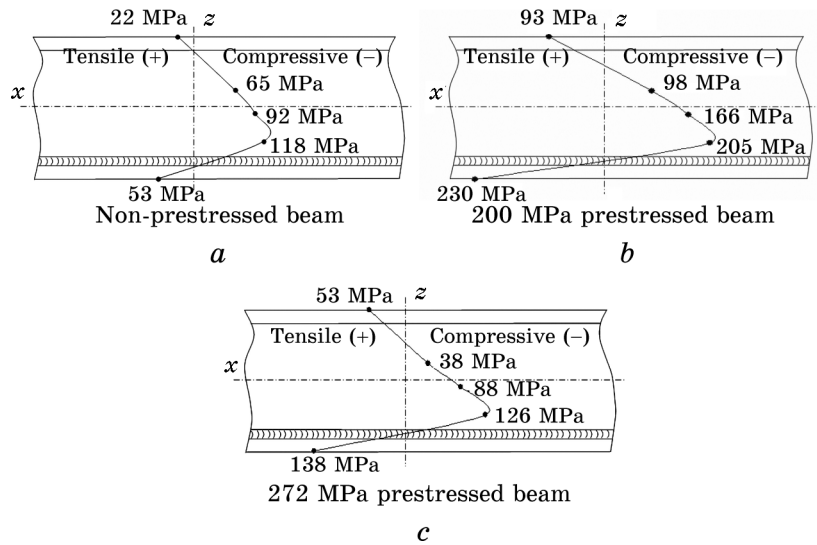 22 MPa z
Tensile (+) Compressive (−)
65 MPa
x
92 MPa
118 MPa
53 MPa
Non-prestressed beam
a
93 MPa z
Tensile (+) Compressive (−)
98 MPa
x
166 MPa
205 MPa
230 MPa
200 MPa prestressed beam
b
53 MPa z
Tensile (+) Compressive (−)
38 MPa
x
88 MPa
126 MPa
138 MPa
272 MPa prestressed beam
c